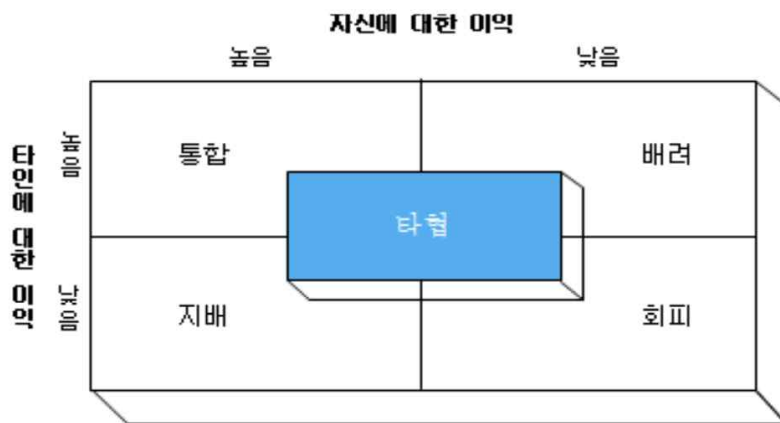 자신에 대한 이익
높음 낮음
타인에 대한 이익
높음
낮음
통합 배려
타협
지배 회피